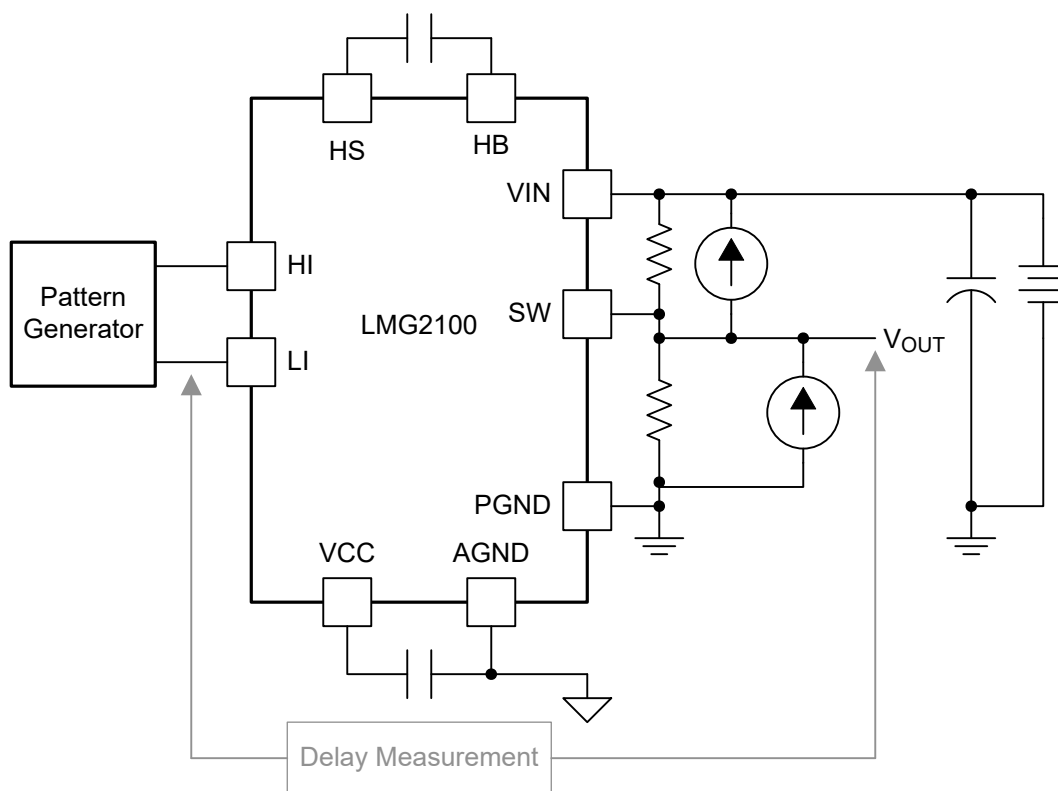 HS
HB
VIN
Pattern
Generator
HI
LI
LMG2100
SW
VOUT
PGND
VCC
AGND
Delay Measurement